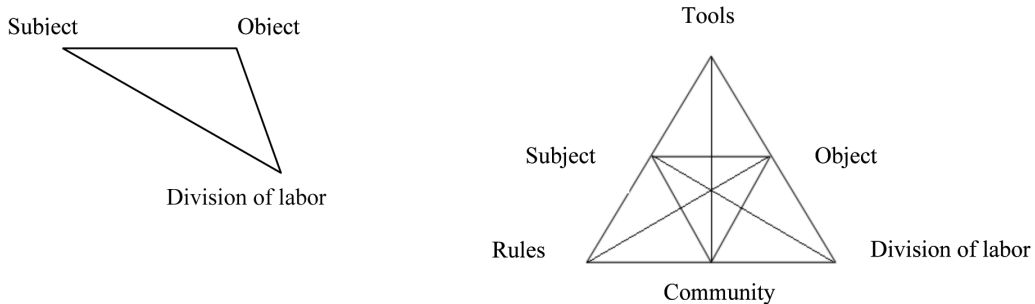 Subject
Object
Division of labor
Tools
Subject
Object
Rules
Division of labor
Community